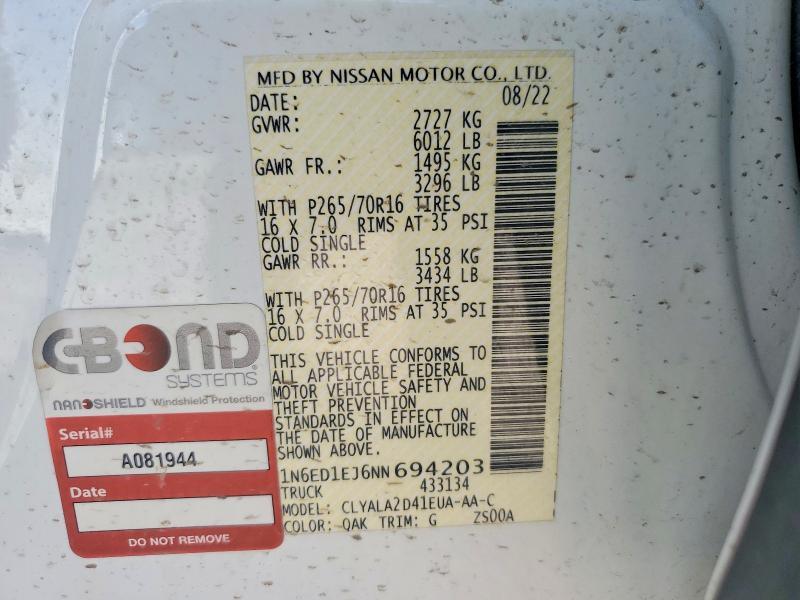 MFD BY NISSAN MOTOR CO., LTD.
DATE: 08/22
GVWR: 2727 KG
6012 LB
GAWR FR.: 1495 KG
3296 LB
WITH P265/70R16 TIRES
16 X 7.0 RIMS AT 35 PSI
COLD SINGLE
GAWR RR.: 1558 KG
3434 LB
WITH P265/70R16 TIRES
16 X 7.0 RIMS AT 35 PSI
COLD SINGLE
THIS VEHICLE CONFORMS TO
ALL APPLICABLE FEDERAL
MOTOR VEHICLE SAFETY AND
THEFT PREVENTION
STANDARDS IN EFFECT ON
THE DATE OF MANUFACTURE
SHOWN ABOVE.
1N6ED1EJ6NN694203
TRUCK 433134
MODEL: CLYALA2D41EUA-AA-C
COLOR: QAK TRIM: G ZS00A
C-BOND
SYSTEMS
NANOSHIELD Windshield Protection
Serial#
A081944
Date
DO NOT REMOVE